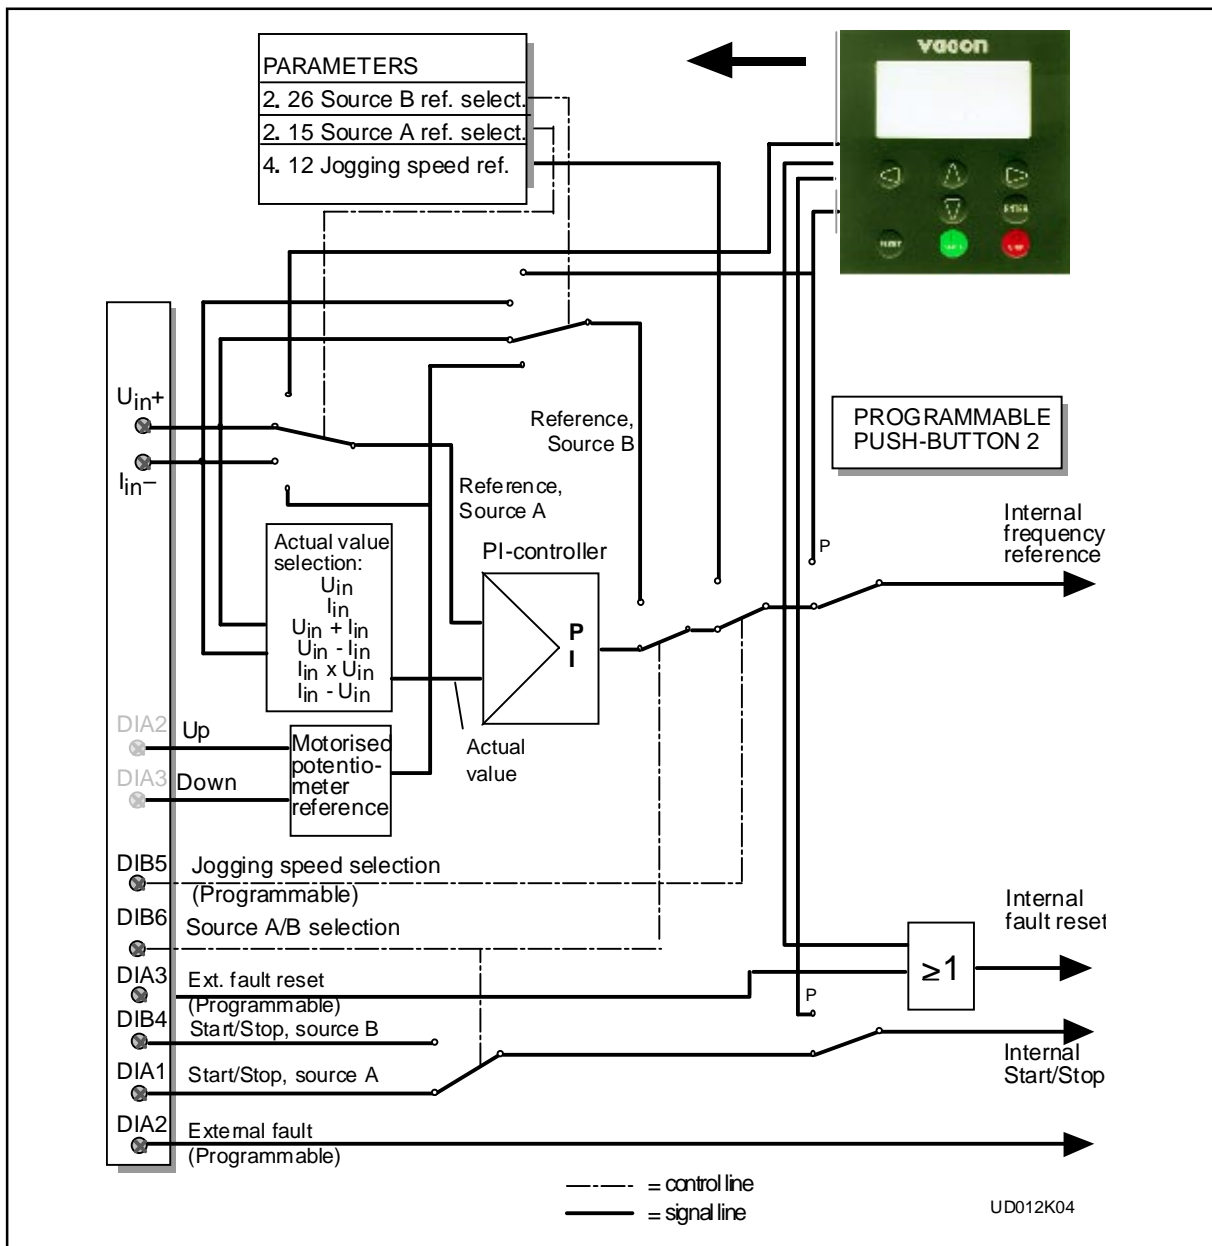 vacon
PARAMETERS
2. 26 Source B ref. select.
2. 15 Source A ref. select.
4. 12 Jogging speed ref.
Uin+
Iin−
Reference,
Source B
PROGRAMMABLE
PUSH-BUTTON 2
Reference,
Source A
Internal
frequency
reference
P
Actual value
selection:
Uin
Iin
Uin + Iin
Uin - Iin
Iin x Uin
Iin - Uin
PI-controller
P
I
Actual
value
DIA2
Up
DIA3
Down
Motorised
potentio-
meter
reference
DIB5
Jogging speed selection
(Programmable)
DIB6
Source A/B selection
Internal
fault reset
≥1
DIA3
Ext. fault reset
(Programmable)
P
DIB4
Start/Stop, source B
DIA1
Start/Stop, source A
Internal
Start/Stop
DIA2
External fault
(Programmable)
= control line
= signal line
UD012K04